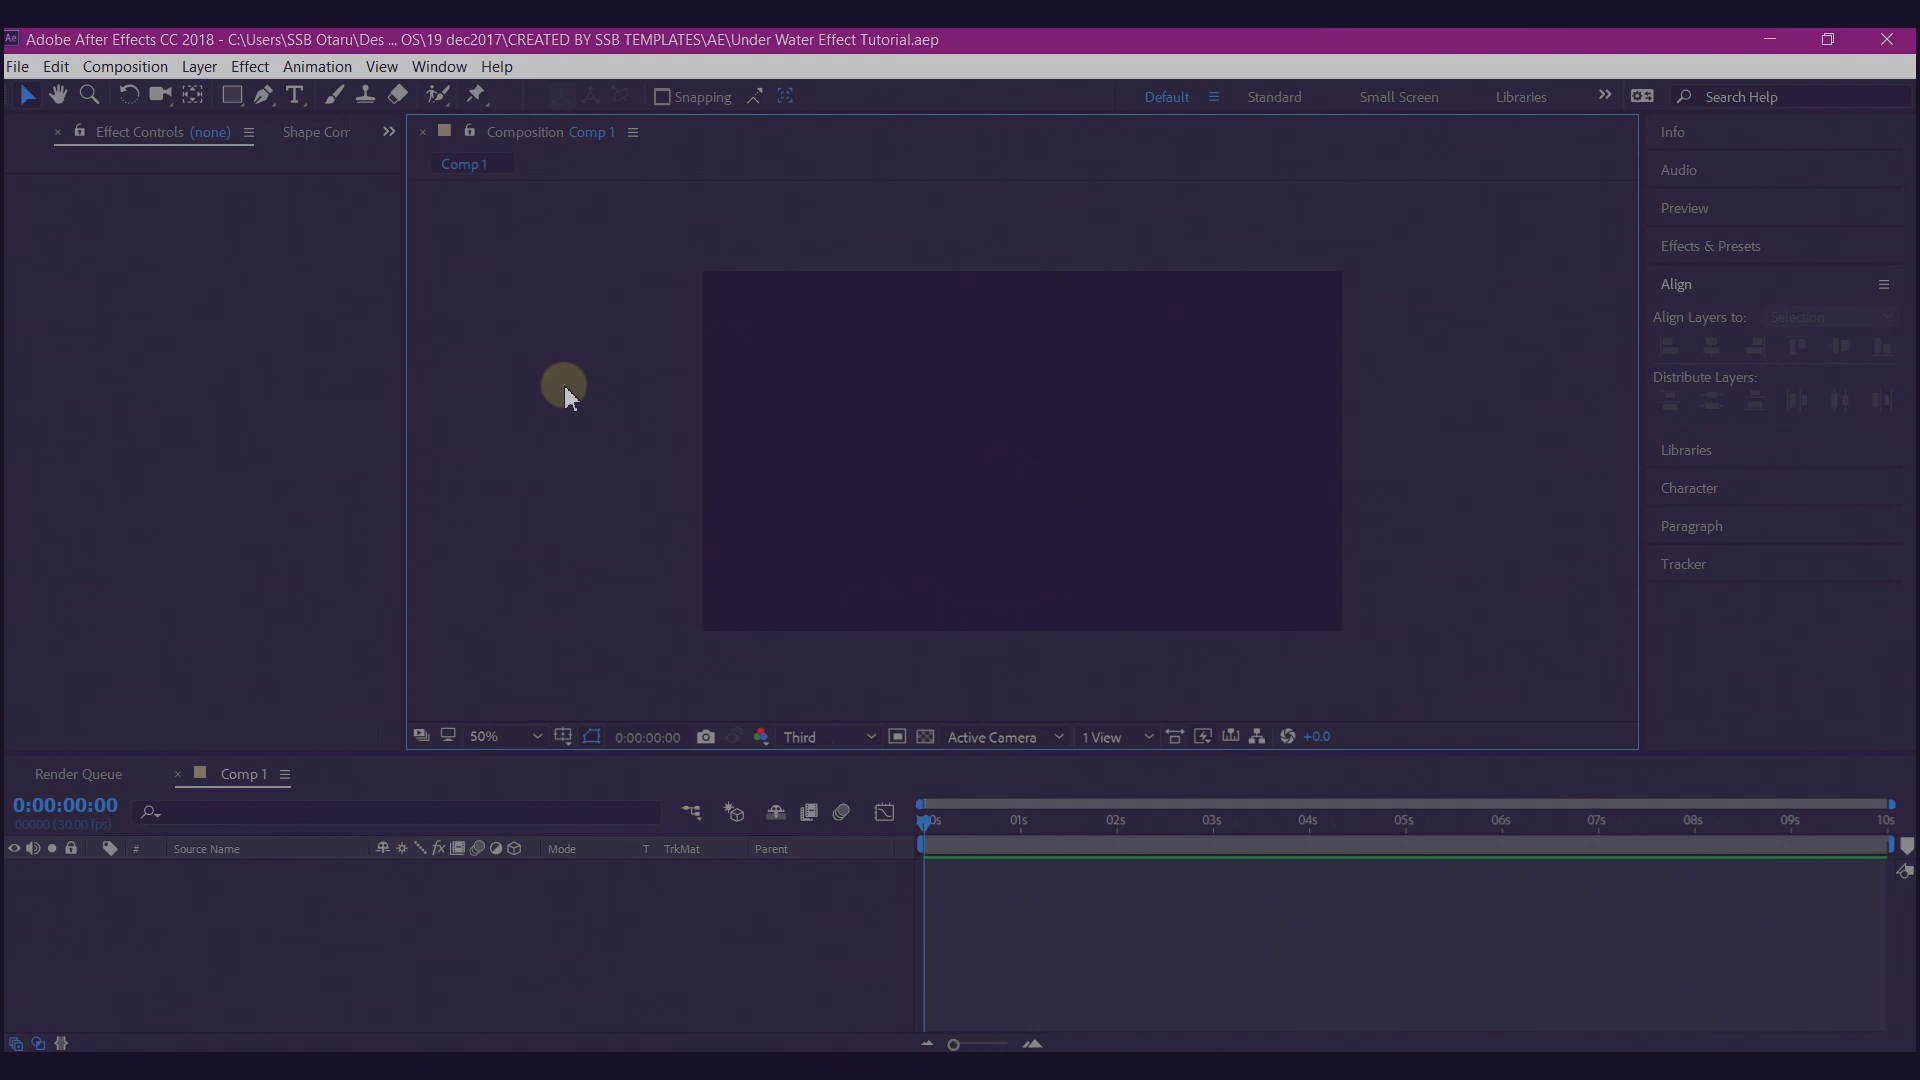 Ae Adobe After Effects CC 2018 - C:\Users\SSB Otaru\Des ... OS\19 dec2017\CREATED BY SSB TEMPLATES\AE\Under Water Effect Tutorial.aep
File Edit Composition Layer Effect Animation View Window Help
T Snapping Default Standard Small Screen Libraries Search Help
Effect Controls (none) Shape Com Composition Comp 1
Comp 1
Info
Audio
Preview
Effects & Presets
Align
Align Layers to: Selection
Distribute Layers:
Libraries
Character
Paragraph
Tracker
50% 0:00:00:00 Third Active Camera 1 View +0.0
Render Queue Comp 1
0:00:00:00
00000 (30.00 fps)
00s 01s 02s 03s 04s 05s 06s 07s 08s 09s 10s
# Source Name fx Mode T TrkMat Parent